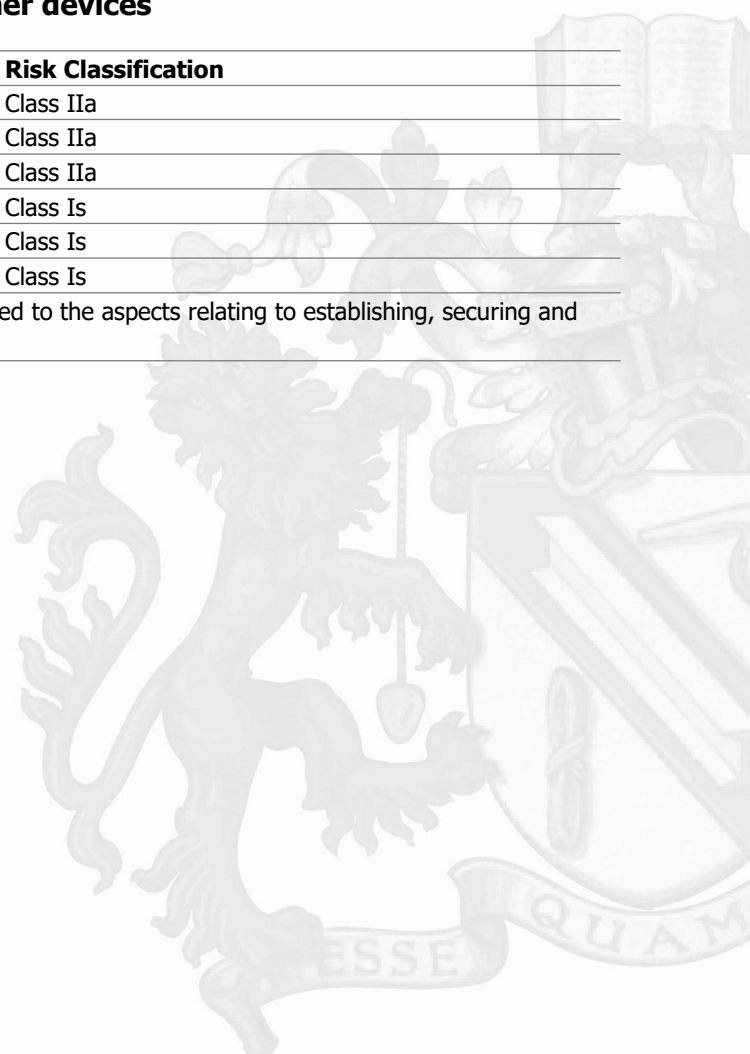 er devices
Risk Classification
Class IIa
Class IIa
Class IIa
Class Is
Class Is
Class Is
ed to the aspects relating to establishing, securing and
ESSE
QUAM